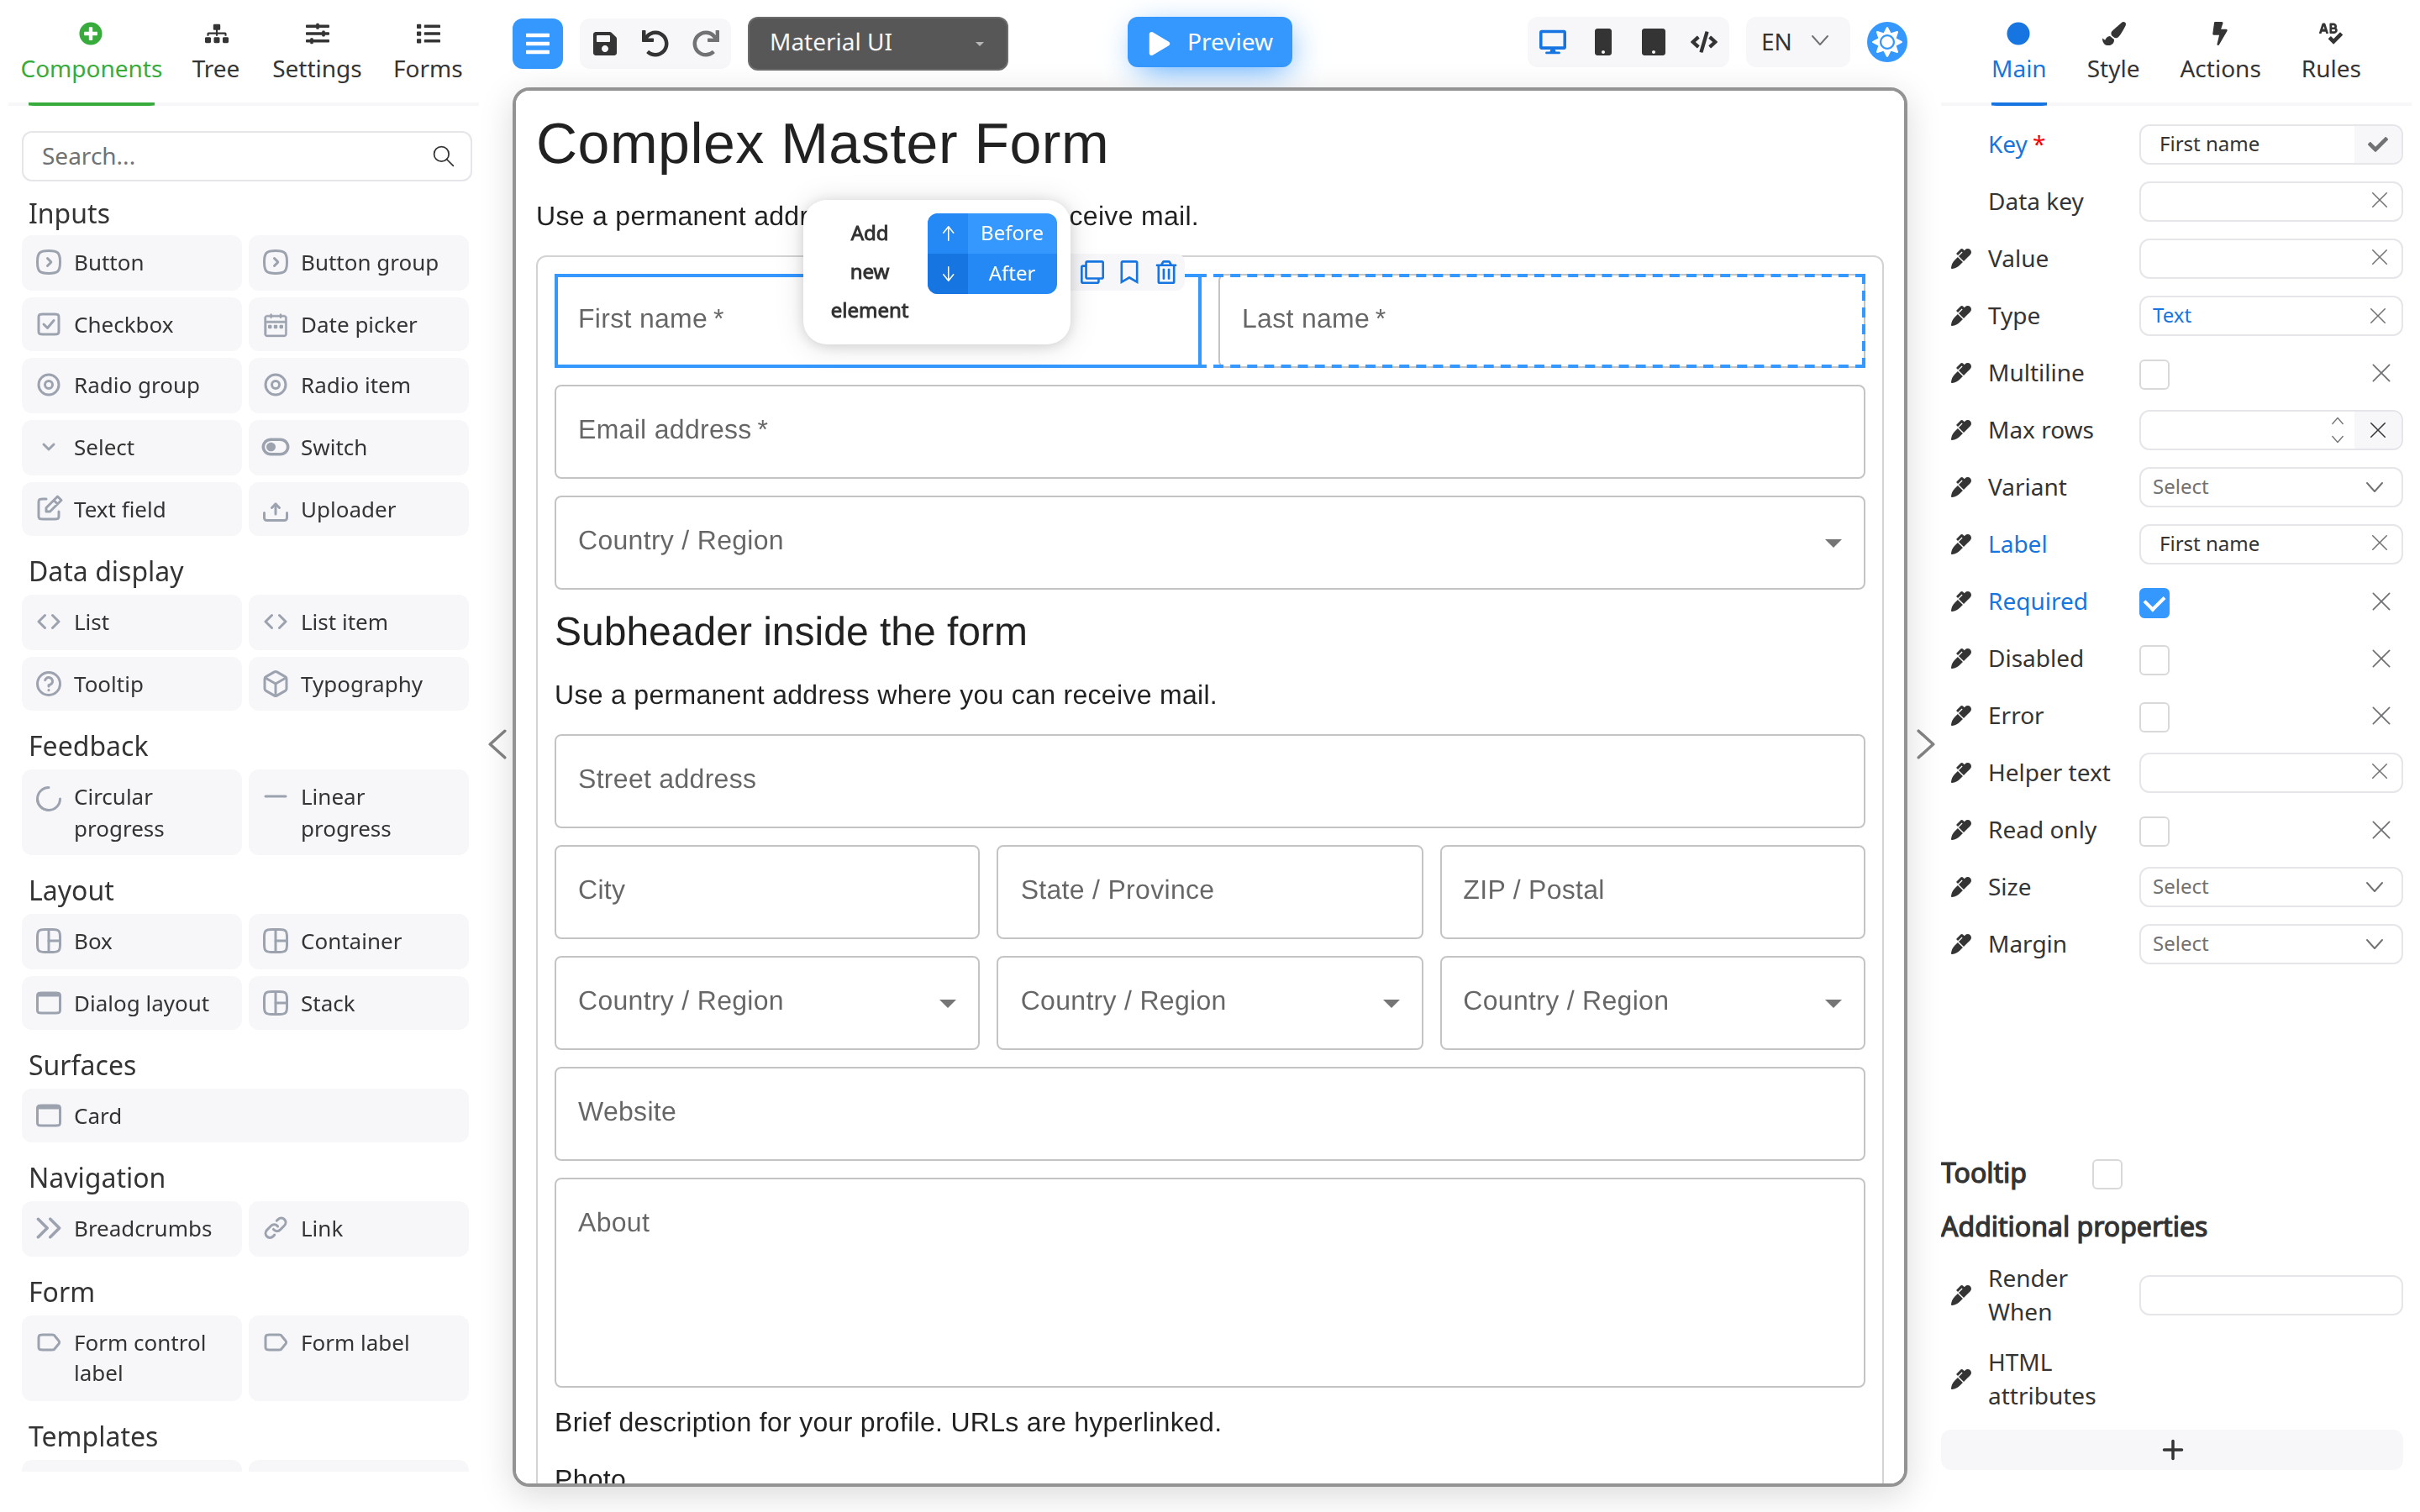 Components
Tree
Settings
Forms
Material UI
Preview
EN
Main
Style
Actions
Rules
Search...
Inputs
Button
Button group
Checkbox
Date picker
Radio group
Radio item
Select
Switch
Text field
Uploader
Data display
List
List item
Tooltip
Typography
Feedback
Circular
progress
Linear
progress
Layout
Box
Container
Dialog layout
Stack
Surfaces
Card
Navigation
Breadcrumbs
Link
Form
Form control
label
Form label
Templates
Complex Master Form
Use a permanent addr
ceive mail.
Add
new
element
Before
After
First name *
Last name *
Email address *
Country / Region
Subheader inside the form
Use a permanent address where you can receive mail.
Street address
City
State / Province
ZIP / Postal
Country / Region
Country / Region
Country / Region
Website
About
Brief description for your profile. URLs are hyperlinked.
Photo
Key *
First name
Data key
Value
Type
Text
Multiline
Max rows
Variant
Select
Label
First name
Required
Disabled
Error
Helper text
Read only
Size
Select
Margin
Select
Tooltip
Additional properties
Render
When
HTML
attributes